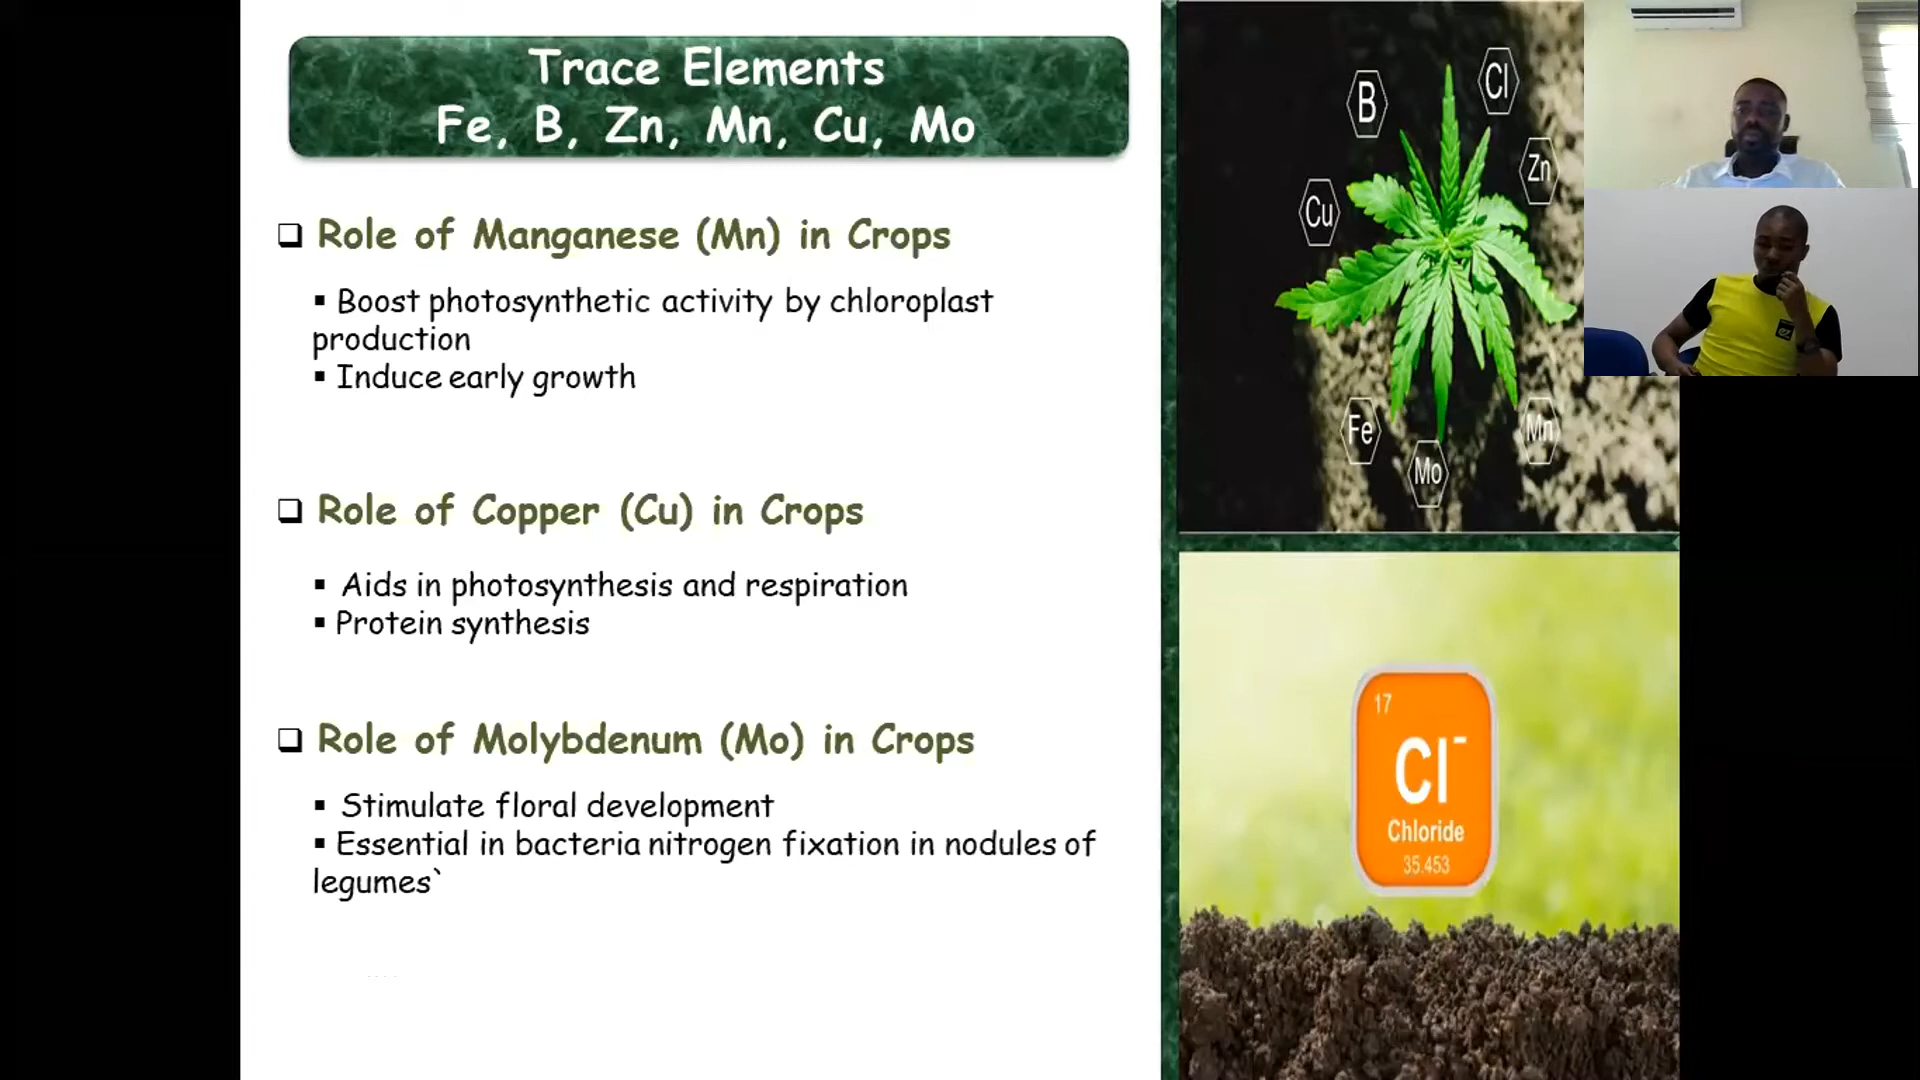 Trace Elements
Fe, B, Zn, Mn, Cu, Mo
❑ Role of Manganese (Mn) in Crops
▪ Boost photosynthetic activity by chloroplast
production
▪ Induce early growth
❑ Role of Copper (Cu) in Crops
▪ Aids in photosynthesis and respiration
▪ Protein synthesis
❑ Role of Molybdenum (Mo) in Crops
▪ Stimulate floral development
▪ Essential in bacteria nitrogen fixation in nodules of
legumes`
B
Cl
Zn
Cu
Fe
Mn
Mo
17
Cl⁻
Chloride
35.453